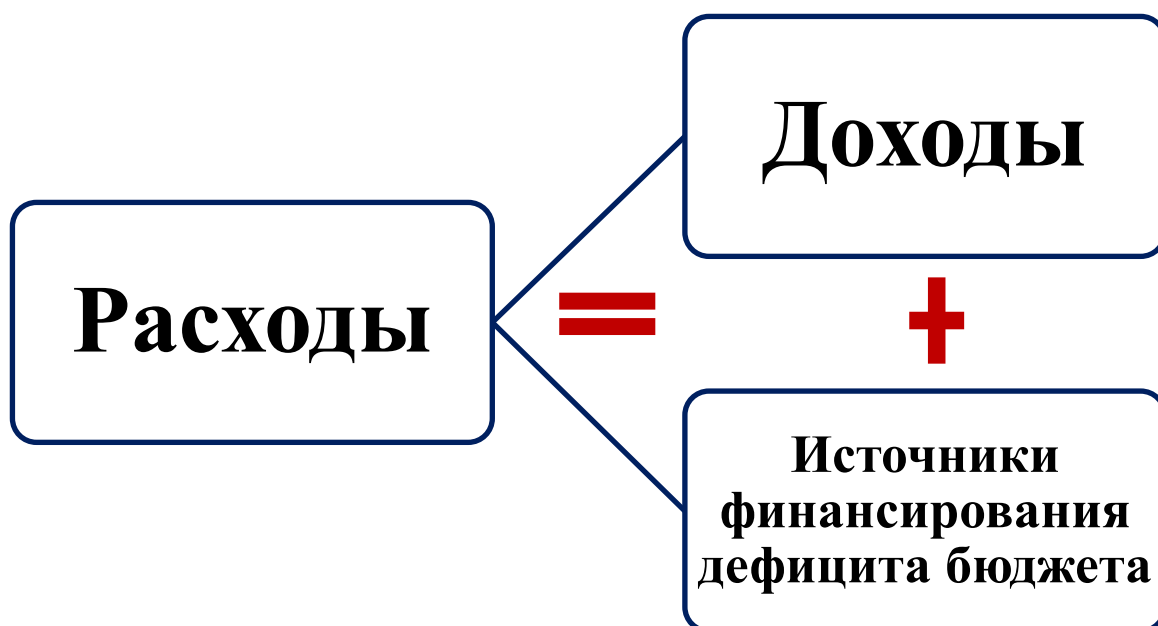 Расходы
=
Доходы
+
Источники
финансирования
дефицита бюджета